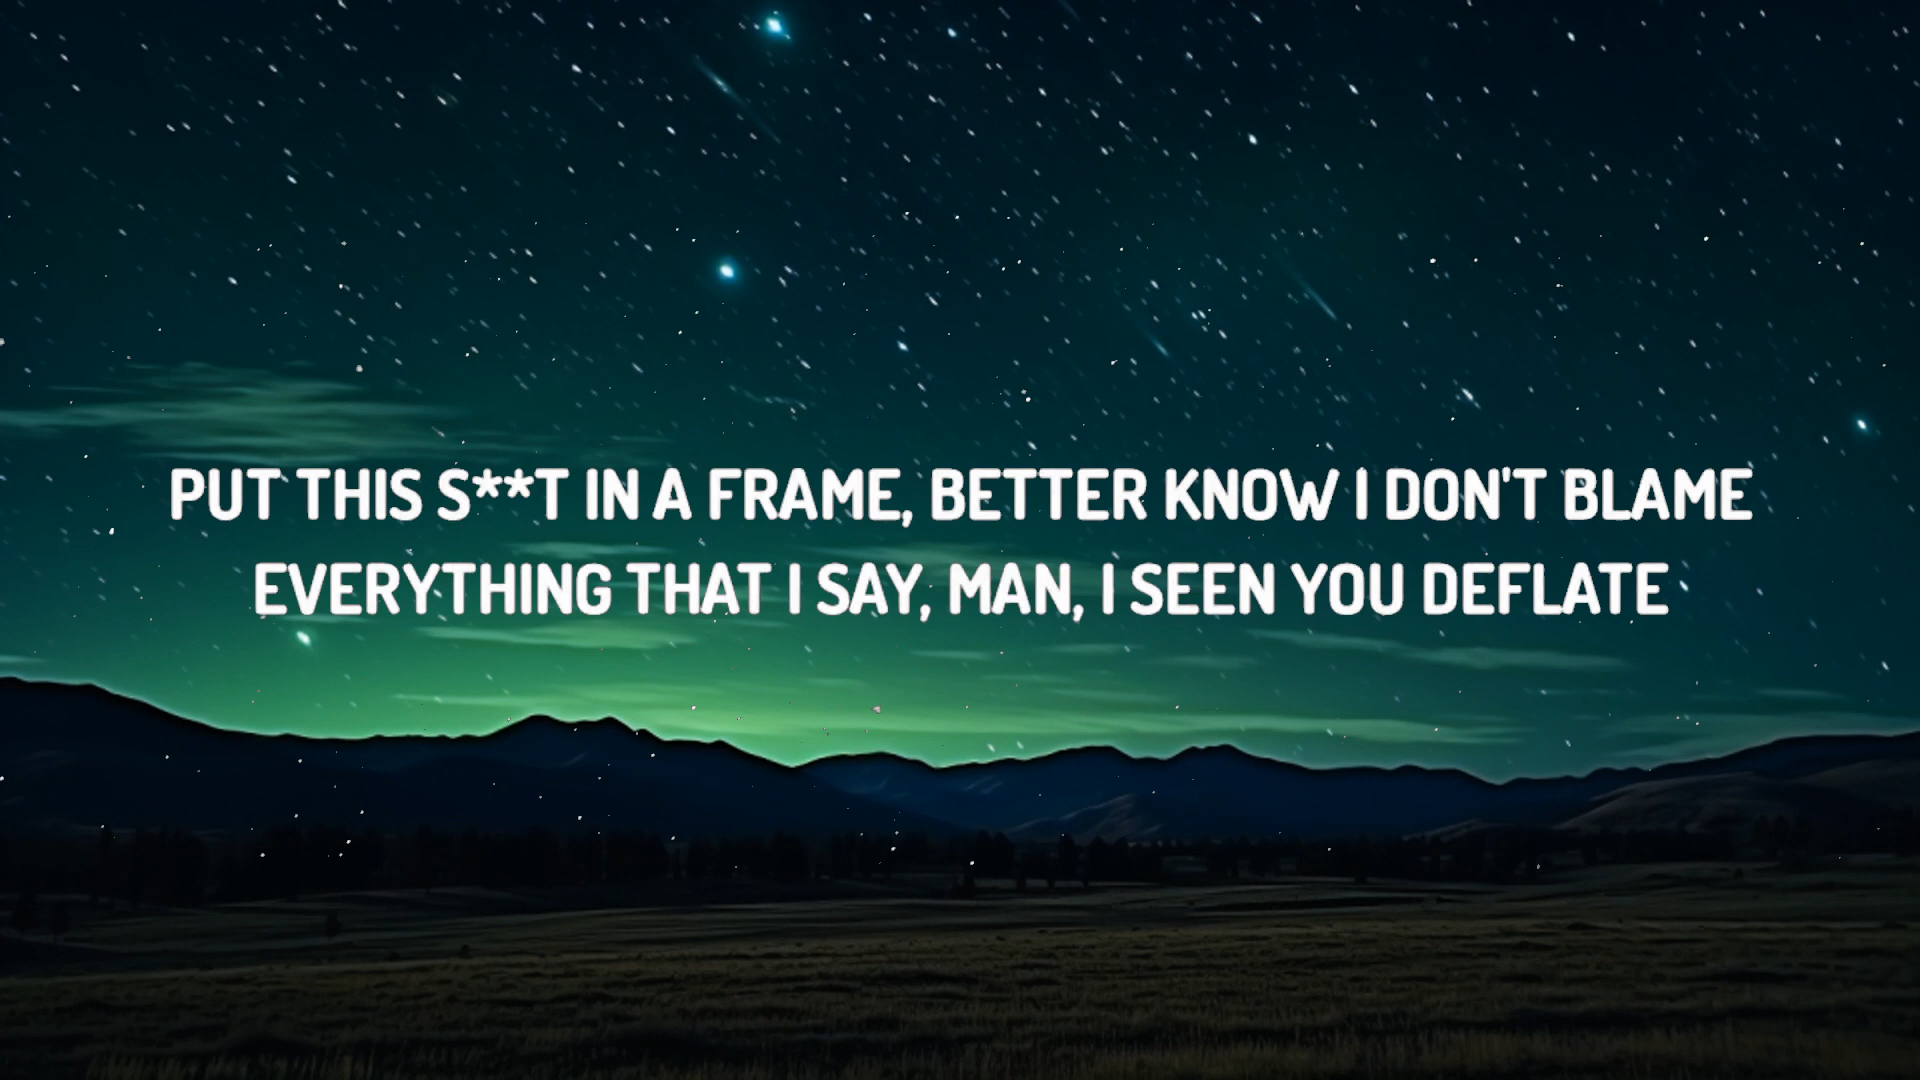 PUT THIS S**T IN A FRAME, BETTER KNOW I DON'T BLAME
EVERYTHING THAT I SAY, MAN, I SEEN YOU DEFLATE